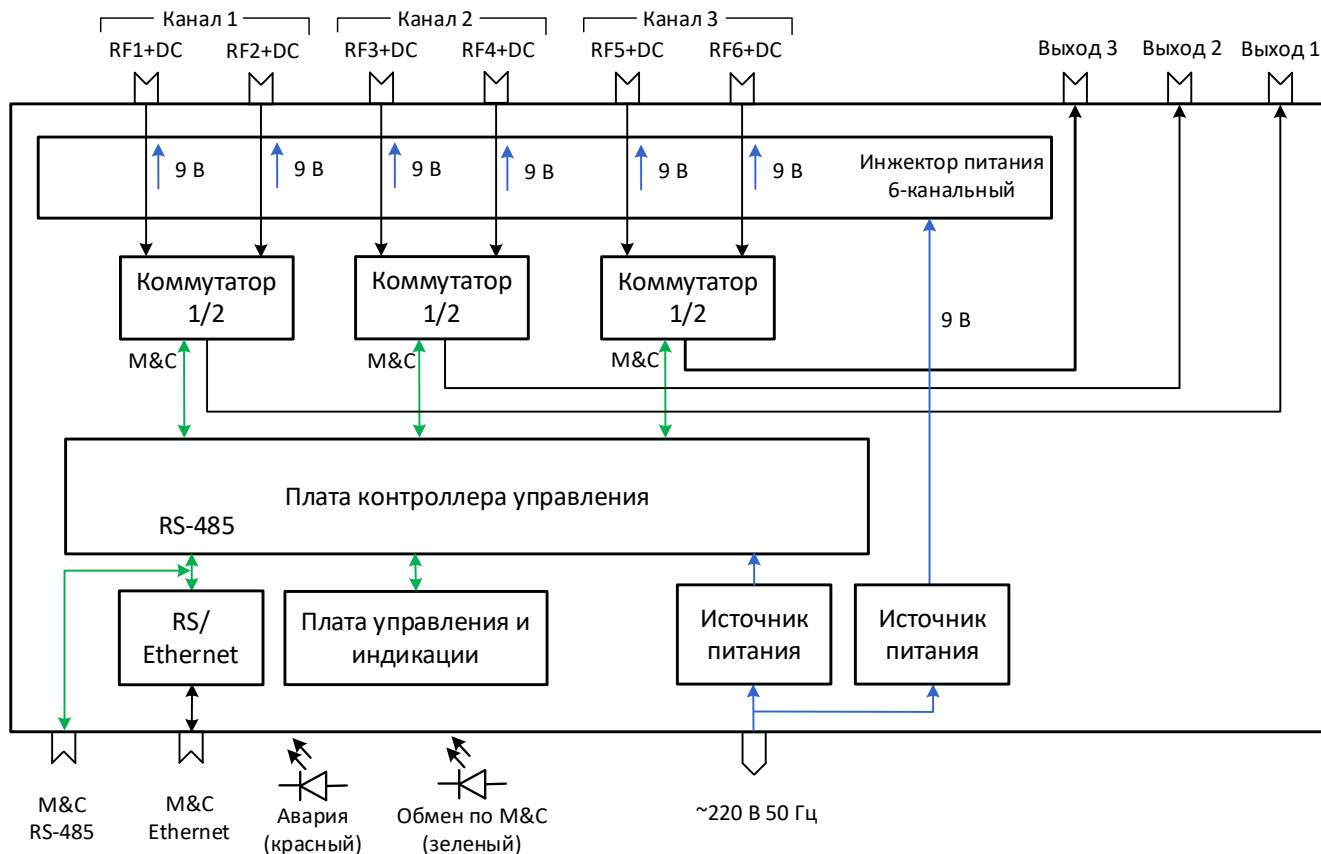 Канал 1
Канал 2
Канал 3
RF1+DC
RF2+DC
RF3+DC
RF4+DC
RF5+DC
RF6+DC
Выход 3
Выход 2
Выход 1
9 В
9 В
9 В
9 В
9 В
9 В
Инжектор питания
6-канальный
Коммутатор
1/2
Коммутатор
1/2
Коммутатор
1/2
9 В
M&C
M&C
M&C
Плата контроллера управления
RS-485
RS/
Ethernet
Плата управления и
индикации
Источник
питания
Источник
питания
M&C
RS-485
M&C
Ethernet
Авария
(красный)
Обмен по M&C
(зеленый)
~220 В 50 Гц